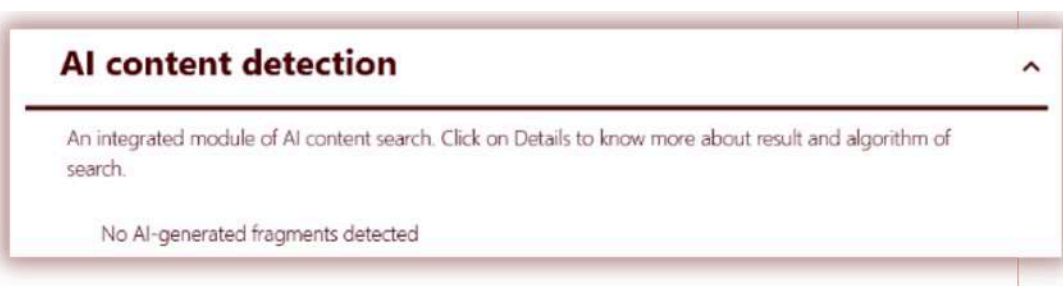 AI content detection
An integrated module of AI content search. Click on Details to know more about result and algorithm of
search.
No AI-generated fragments detected